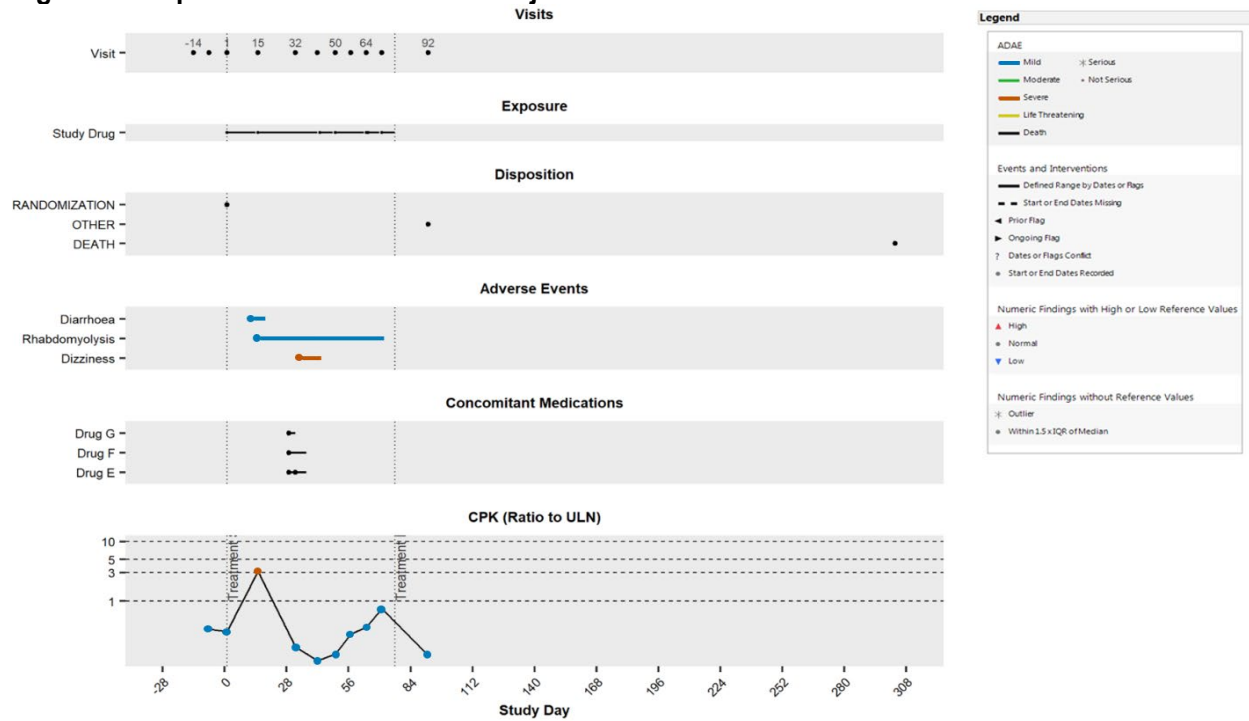 Visits
-14 1 15 32 50 64 92
Visit
Exposure
Study Drug
Disposition
RANDOMIZATION
OTHER
DEATH
Adverse Events
Diarrhoea
Rhabdomyolysis
Dizziness
Concomitant Medications
Drug G
Drug F
Drug E
CPK (Ratio to ULN)
10
5
3
1
Treatment
Treatment
-28 0 28 56 84 112 140 168 196 224 252 280 308
Study Day
Legend
ADAE
Mild Serious
Moderate Not Serious
Severe
Life Threatening
Death
Events and Interventions
Defined Range by Dates or Flags
Start or End Dates Missing
Prior Flag
Ongoing Flag
? Dates or Flags Conflict
Start or End Dates Recorded
Numeric Findings with High or Low Reference Values
High
Normal
Low
Numeric Findings without Reference Values
Outlier
Within 1.5 x IQR of Median